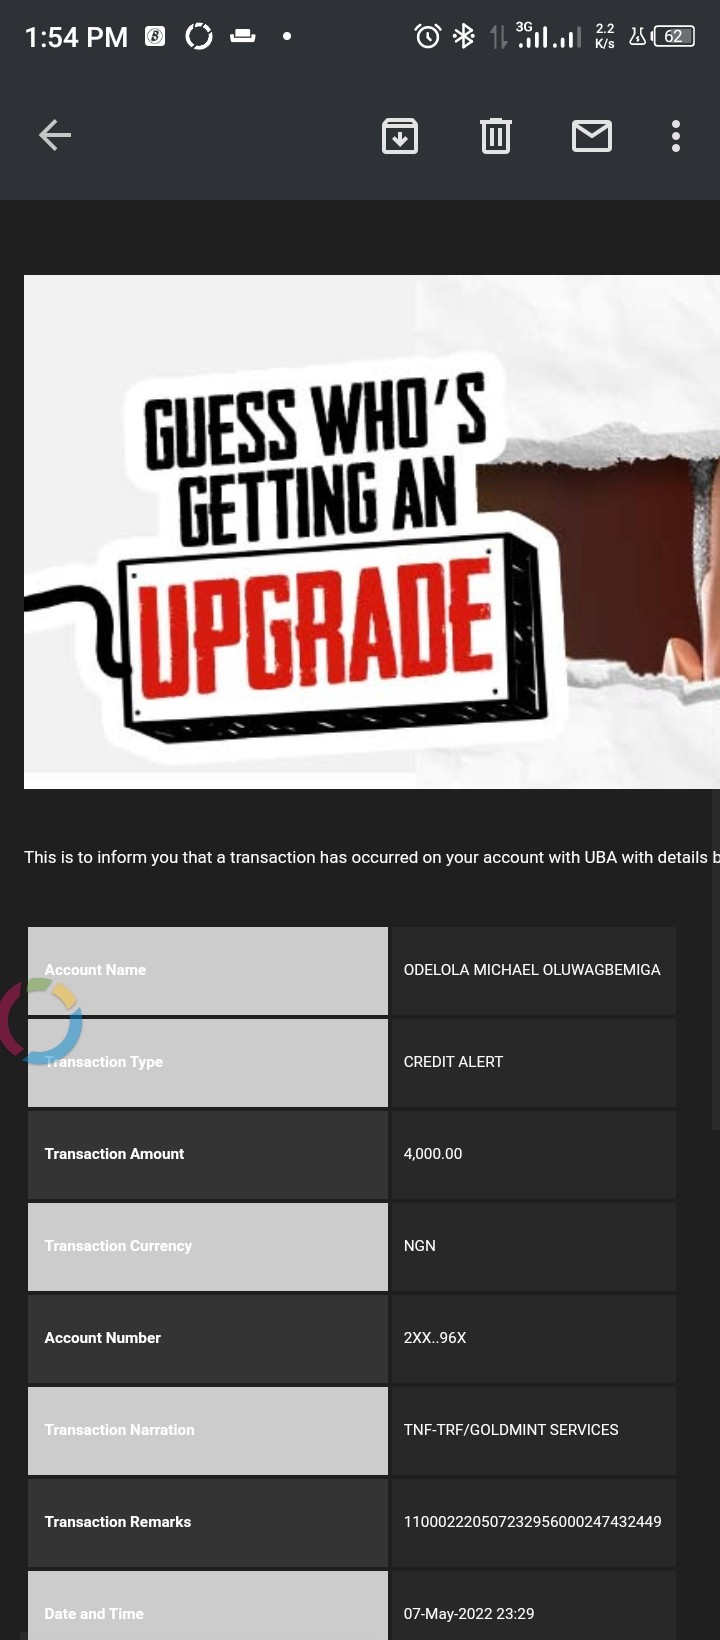 1:54 PM
3G
2.2
K/s
62
GUESS WHO'S
GETTING AN
UPGRADE
This is to inform you that a transaction has occurred on your account with UBA with details b
Account Name ODELOLA MICHAEL OLUWAGBEMIGA
Transaction Type CREDIT ALERT
Transaction Amount 4,000.00
Transaction Currency NGN
Account Number 2XX..96X
Transaction Narration TNF-TRF/GOLDMINT SERVICES
Transaction Remarks 110002220507232956000247432449
Date and Time 07-May-2022 23:29